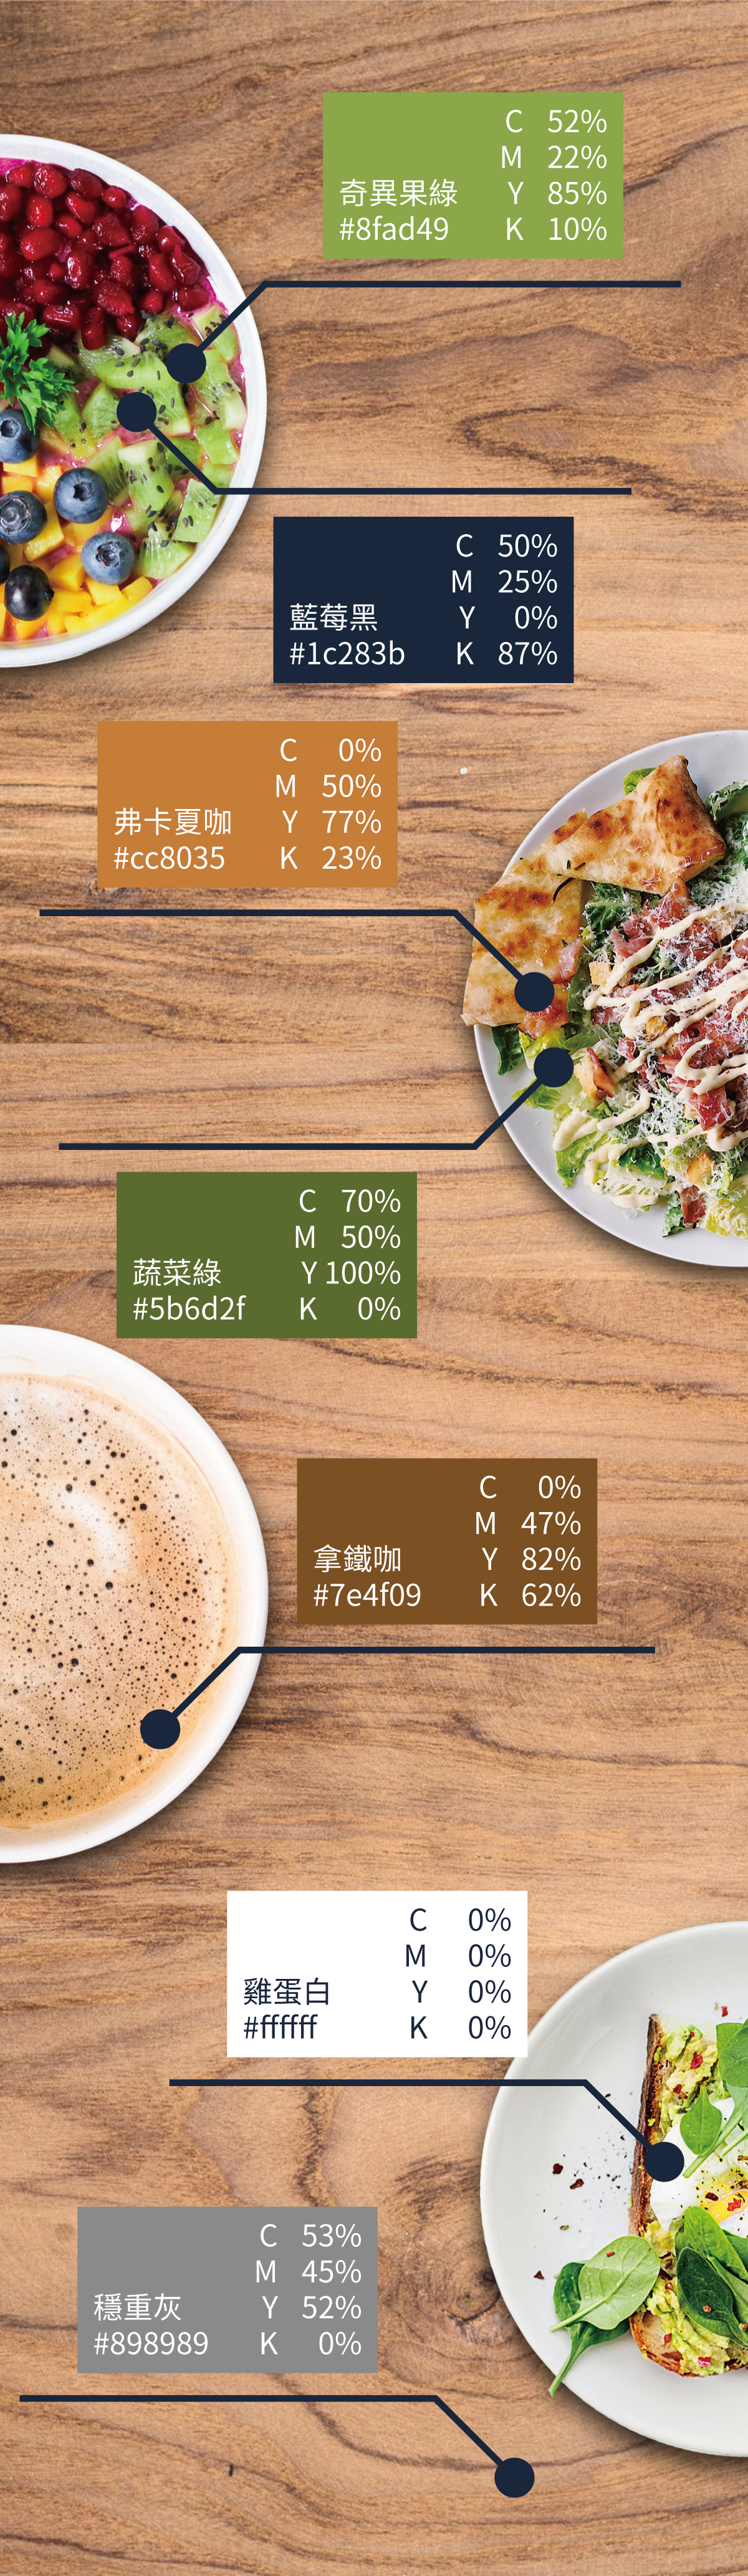 C 52%
M 22%
奇異果綠 Y 85%
#8fad49 K 10%
C 50%
M 25%
藍莓黑 Y 0%
#1c283b K 87%
C 0%
M 50%
弗卡夏咖 Y 77%
#cc8035 K 23%
C 70%
M 50%
蔬菜綠 Y 100%
#5b6d2f K 0%
C 0%
M 47%
拿鐵咖 Y 82%
#7e4f09 K 62%
C 0%
M 0%
雞蛋白 Y 0%
#ffffff K 0%
C 53%
M 45%
穩重灰 Y 52%
#898989 K 0%